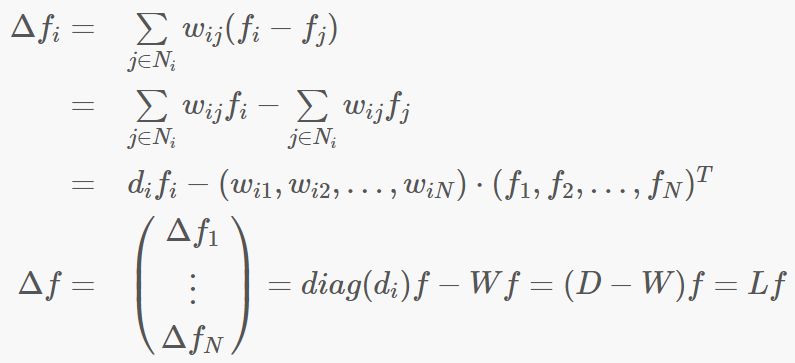 Δf_i = ∑_{j∈N_i} w_{ij}(f_i − f_j)
= ∑_{j∈N_i} w_{ij}f_i − ∑_{j∈N_i} w_{ij}f_j
= d_i f_i − (w_{i1}, w_{i2}, …, w_{iN}) · (f_1, f_2, …, f_N)^T
Δf = (Δf_1 ⋮ Δf_N) = diag(d_i)f − Wf = (D − W)f = Lf